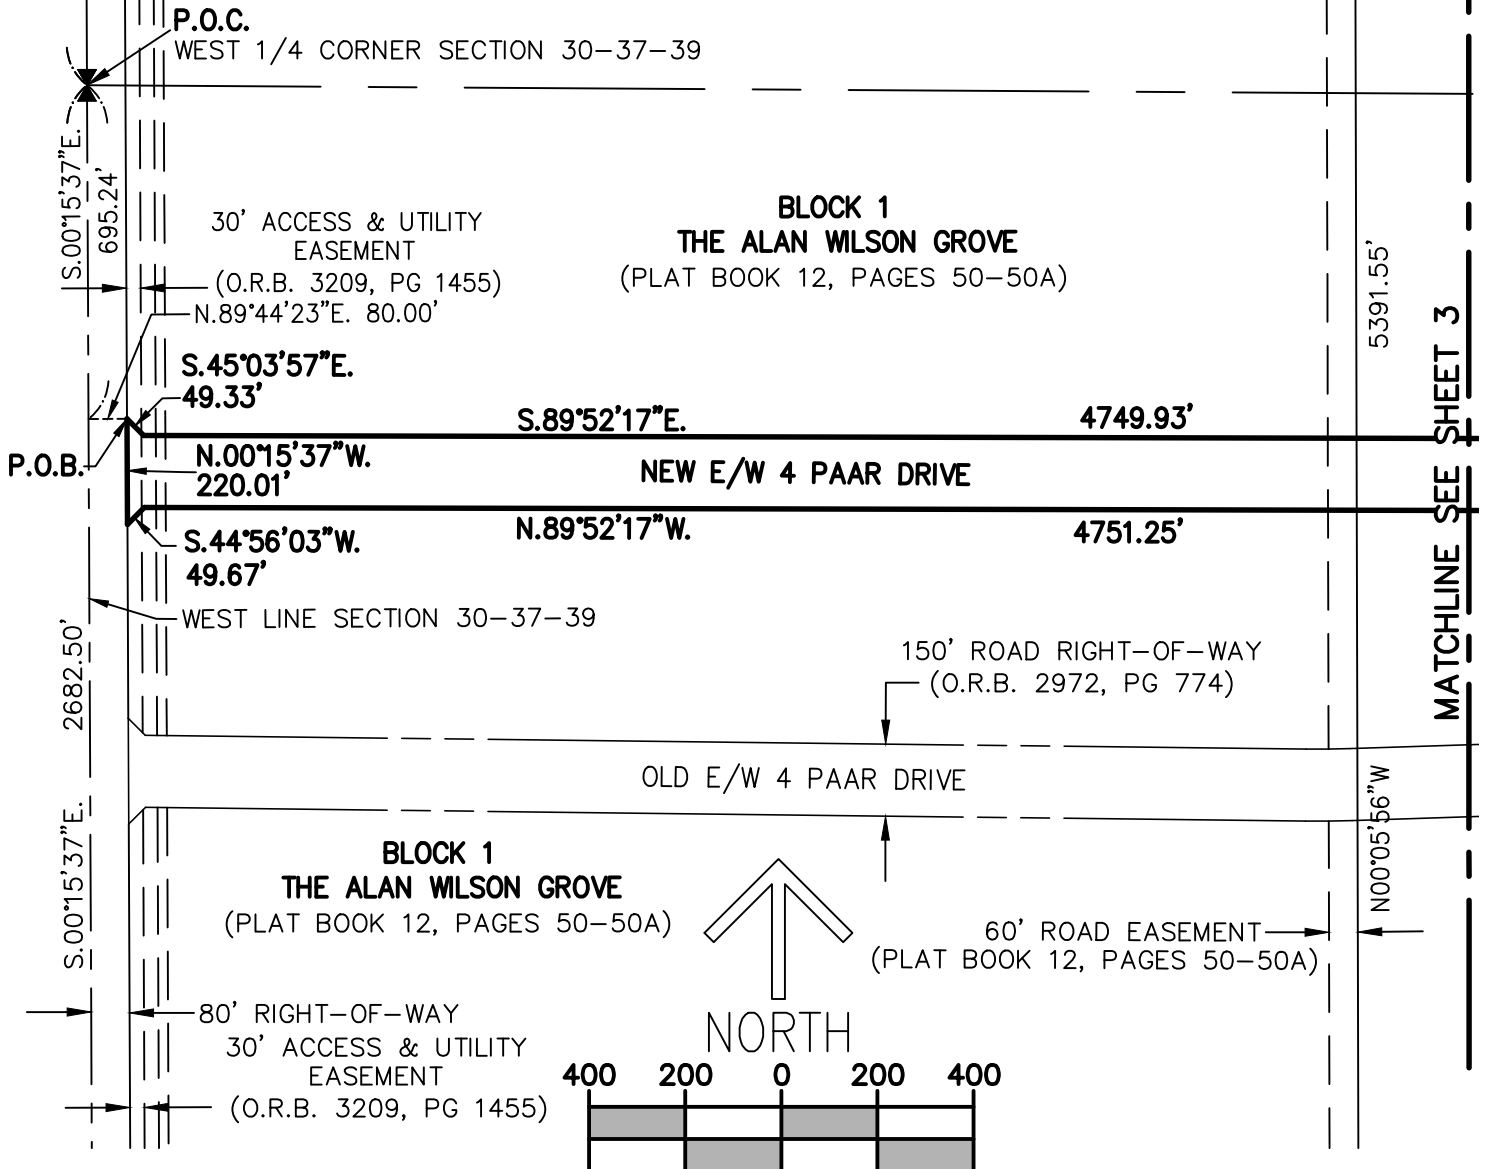 P.O.C.
WEST 1/4 CORNER SECTION 30-37-39
S.00°15'37"E.
695.24'
30' ACCESS & UTILITY
EASEMENT
(O.R.B. 3209, PG 1455)
N.89°44'23"E. 80.00'
BLOCK 1
THE ALAN WILSON GROVE
(PLAT BOOK 12, PAGES 50-50A)
5391.55'
MATCHLINE SEE SHEET 3
S.45°03'57"E.
49.33'
S.89°52'17"E.
4749.93'
P.O.B.
N.00°15'37"W.
220.01'
NEW E/W 4 PAAR DRIVE
S.44°56'03"W.
49.67'
N.89°52'17"W.
4751.25'
WEST LINE SECTION 30-37-39
2682.50'
150' ROAD RIGHT-OF-WAY
(O.R.B. 2972, PG 774)
OLD E/W 4 PAAR DRIVE
S.00°15'37"E.
N00°05'56"W
BLOCK 1
THE ALAN WILSON GROVE
(PLAT BOOK 12, PAGES 50-50A)
60' ROAD EASEMENT
(PLAT BOOK 12, PAGES 50-50A)
80' RIGHT-OF-WAY
30' ACCESS & UTILITY
EASEMENT
(O.R.B. 3209, PG 1455)
NORTH
400 200 0 200 400